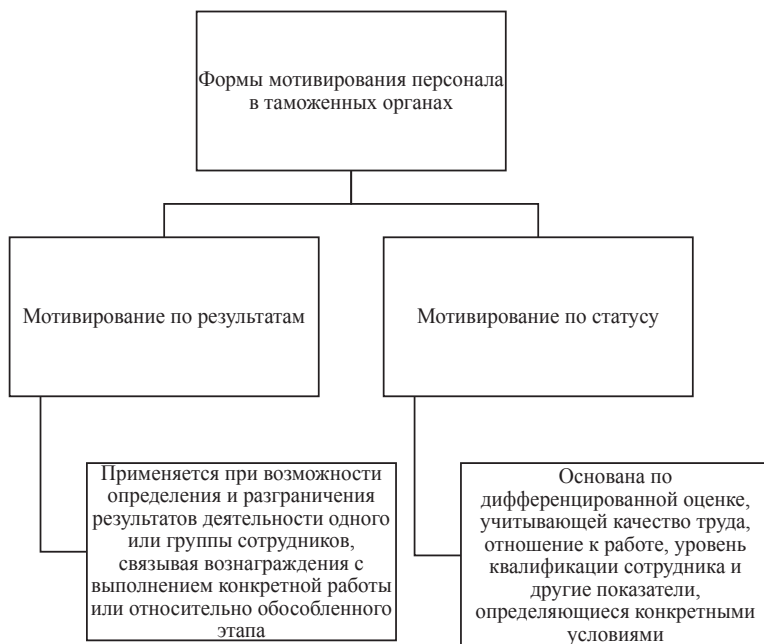 Формы мотивирования персонала
в таможенных органах
Мотивирование по результатам
Мотивирование по статусу
Применяется при возможности
определения и разграничения
результатов деятельности одного
или группы сотрудников,
связывая вознаграждения с
выполнением конкретной работы
или относительно обособленного
этапа
Основана по
дифференцированной оценке,
учитывающей качество труда,
отношение к работе, уровень
квалификации сотрудника и
другие показатели,
определяющиеся конкретными
условиями